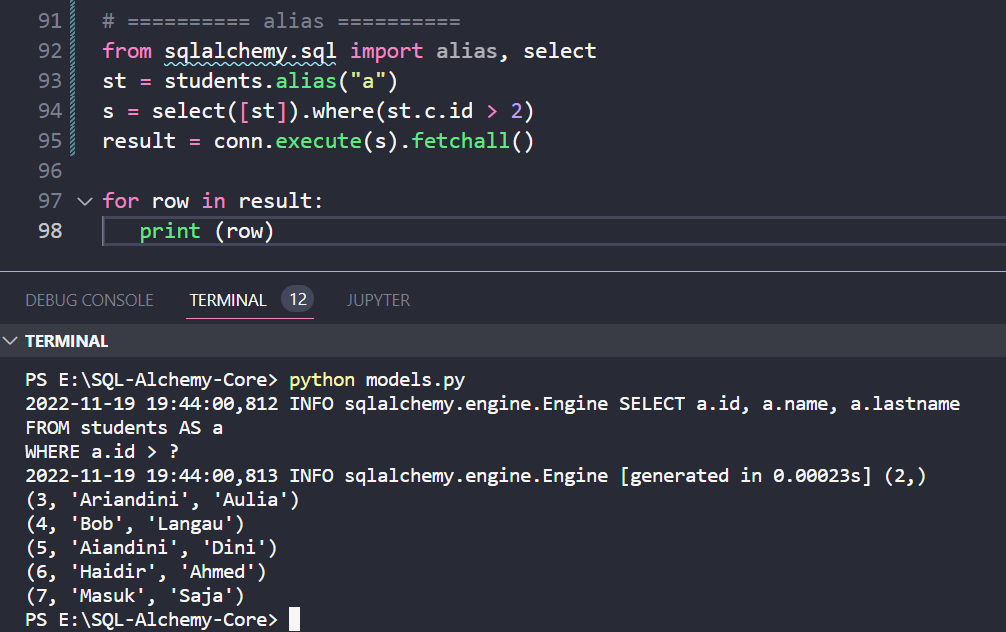 91 # ========== alias ==========
92 from sqlalchemy.sql import alias, select
93 st = students.alias("a")
94 s = select([st]).where(st.c.id > 2)
95 result = conn.execute(s).fetchall()
96
97 for row in result:
98    print (row)
DEBUG CONSOLE TERMINAL 12 JUPYTER
TERMINAL
PS E:\SQL-Alchemy-Core> python models.py
2022-11-19 19:44:00,812 INFO sqlalchemy.engine.Engine SELECT a.id, a.name, a.lastname
FROM students AS a
WHERE a.id > ?
2022-11-19 19:44:00,813 INFO sqlalchemy.engine.Engine [generated in 0.00023s] (2,)
(3, 'Ariandini', 'Aulia')
(4, 'Bob', 'Langau')
(5, 'Aiandini', 'Dini')
(6, 'Haidir', 'Ahmed')
(7, 'Masuk', 'Saja')
PS E:\SQL-Alchemy-Core>